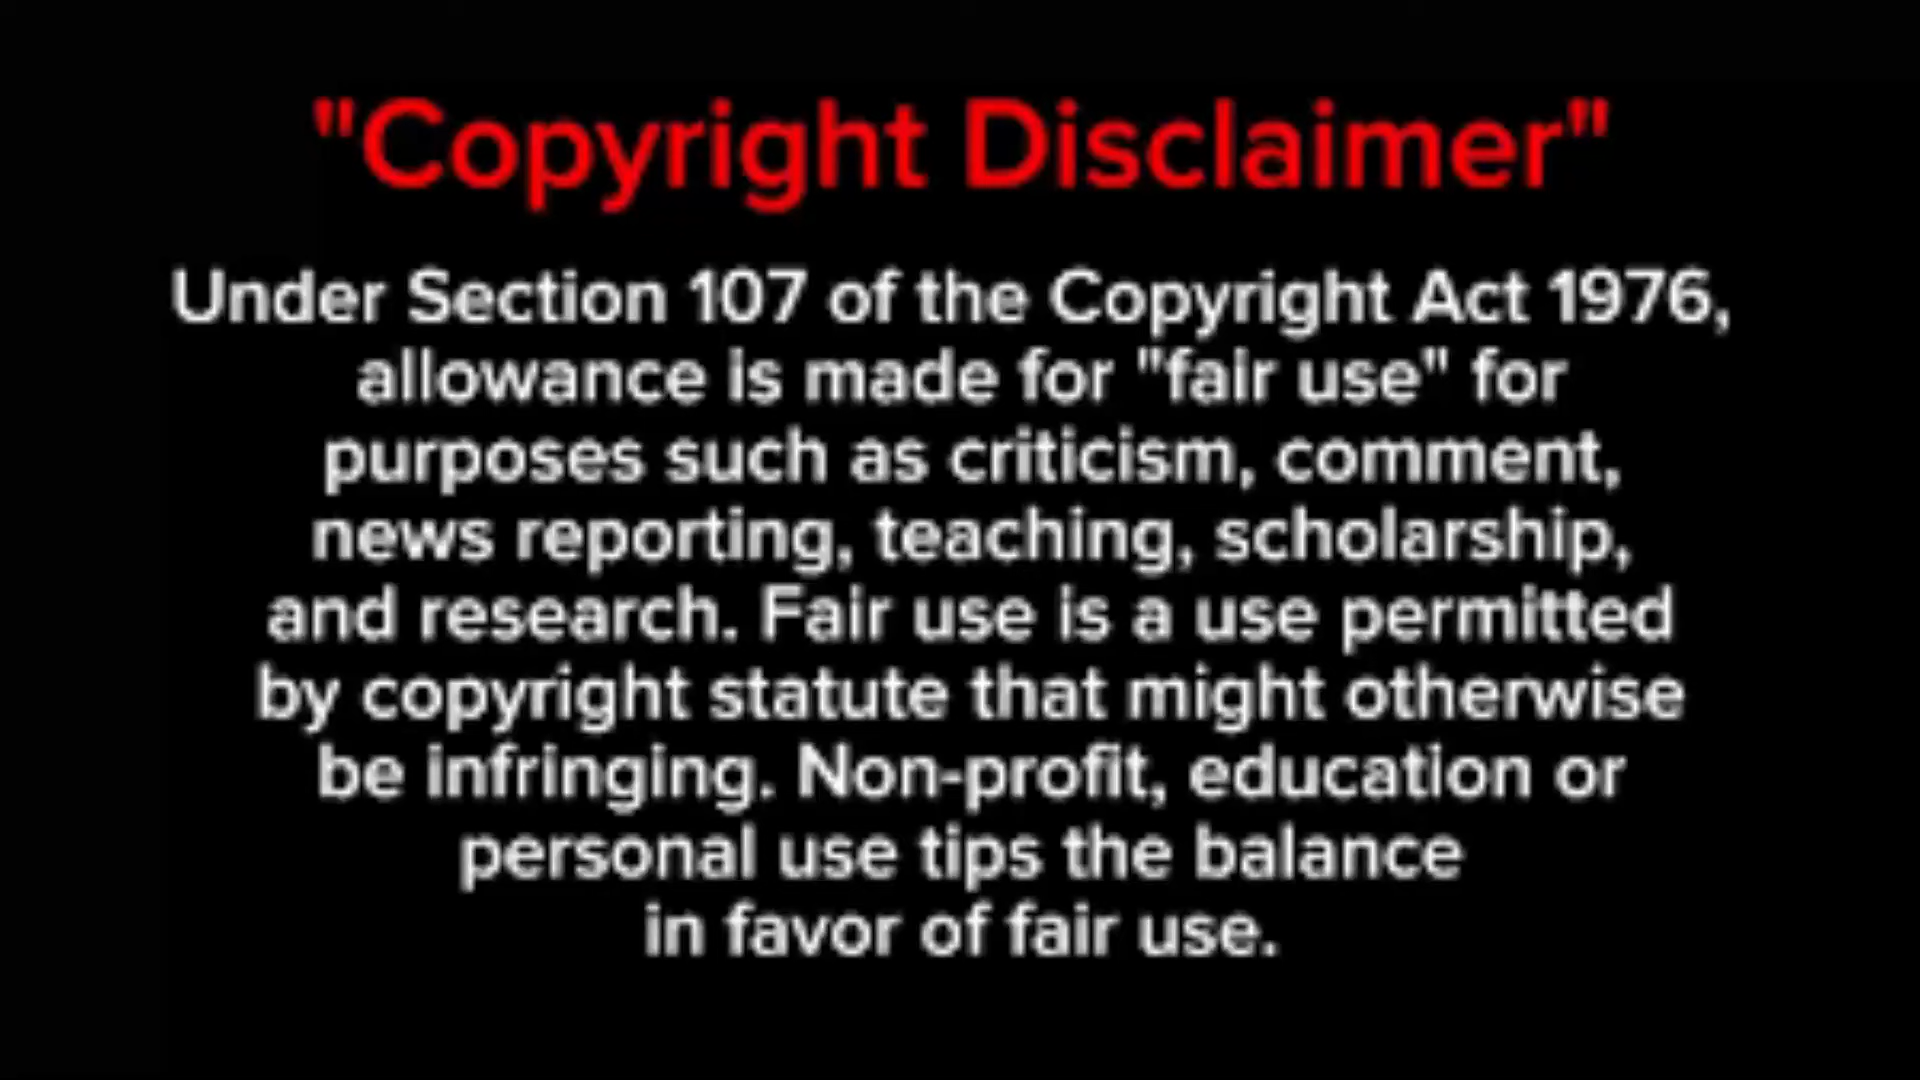 "Copyright Disclaimer"
Under Section 107 of the Copyright Act 1976,
allowance is made for "fair use" for
purposes such as criticism, comment,
news reporting, teaching, scholarship,
and research. Fair use is a use permitted
by copyright statute that might otherwise
be infringing. Non-profit, education or
personal use tips the balance
in favor of fair use.